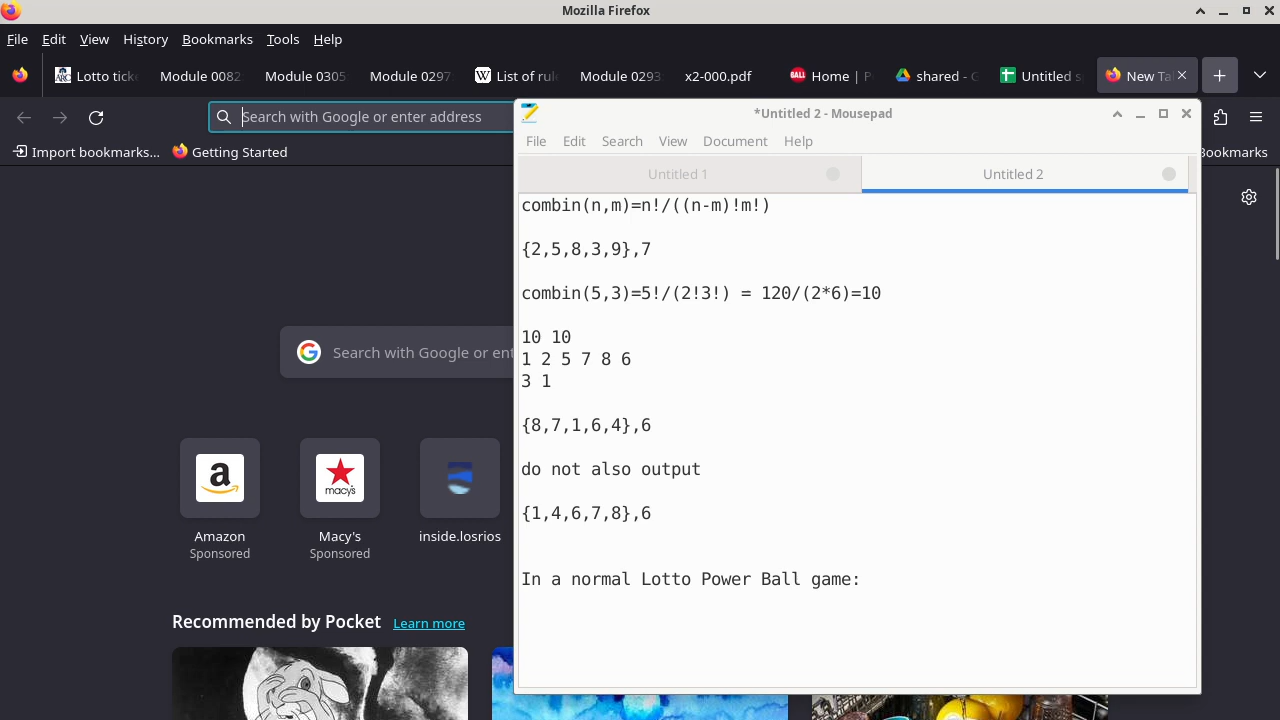 Mozilla Firefox
File Edit View History Bookmarks Tools Help
Lotto tick Module 0082 Module 0305 Module 0297 List of rul Module 0293 x2-000.pdf Home | P shared - G Untitled s New Ta
Search with Google or enter address
Import bookmarks... Getting Started Bookmarks
*Untitled 2 - Mousepad
File Edit Search View Document Help
Untitled 1 Untitled 2
combin(n,m)=n!/((n-m)!m!)
{2,5,8,3,9},7
combin(5,3)=5!/(2!3!) = 120/(2*6)=10
10 10
1 2 5 7 8 6
3 1
{8,7,1,6,4},6
do not also output
{1,4,6,7,8},6
In a normal Lotto Power Ball game:
Search with Google or ent
a macy's
Amazon Macy's inside.losrios
Sponsored Sponsored
Recommended by Pocket Learn more